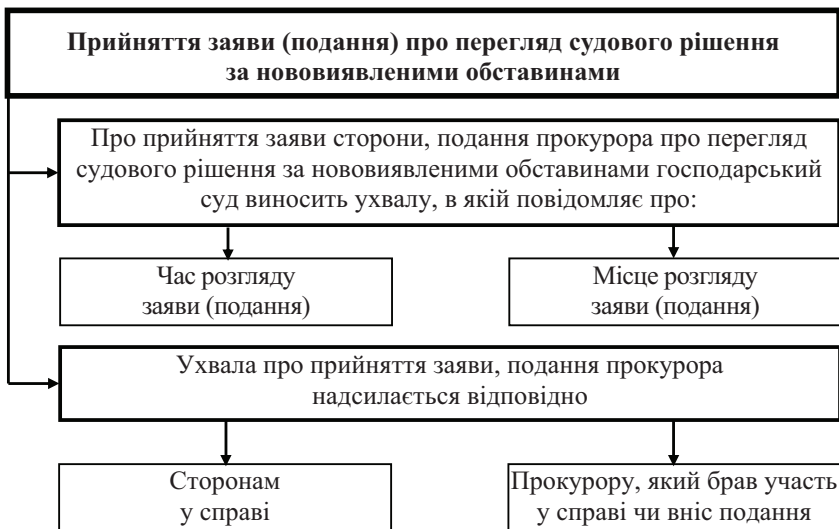 Прийняття заяви (подання) про перегляд судового рішення
за нововиявленими обставинами
Про прийняття заяви сторони, подання прокурора про перегляд
судового рішення за нововиявленими обставинами господарський
суд виносить ухвалу, в якій повідомляє про:
Час розгляду
заяви (подання)
Місце розгляду
заяви (подання)
Ухвала про прийняття заяви, подання прокурора
надсилається відповідно
Сторонам
у справі
Прокурору, який брав участь
у справі чи вніс подання